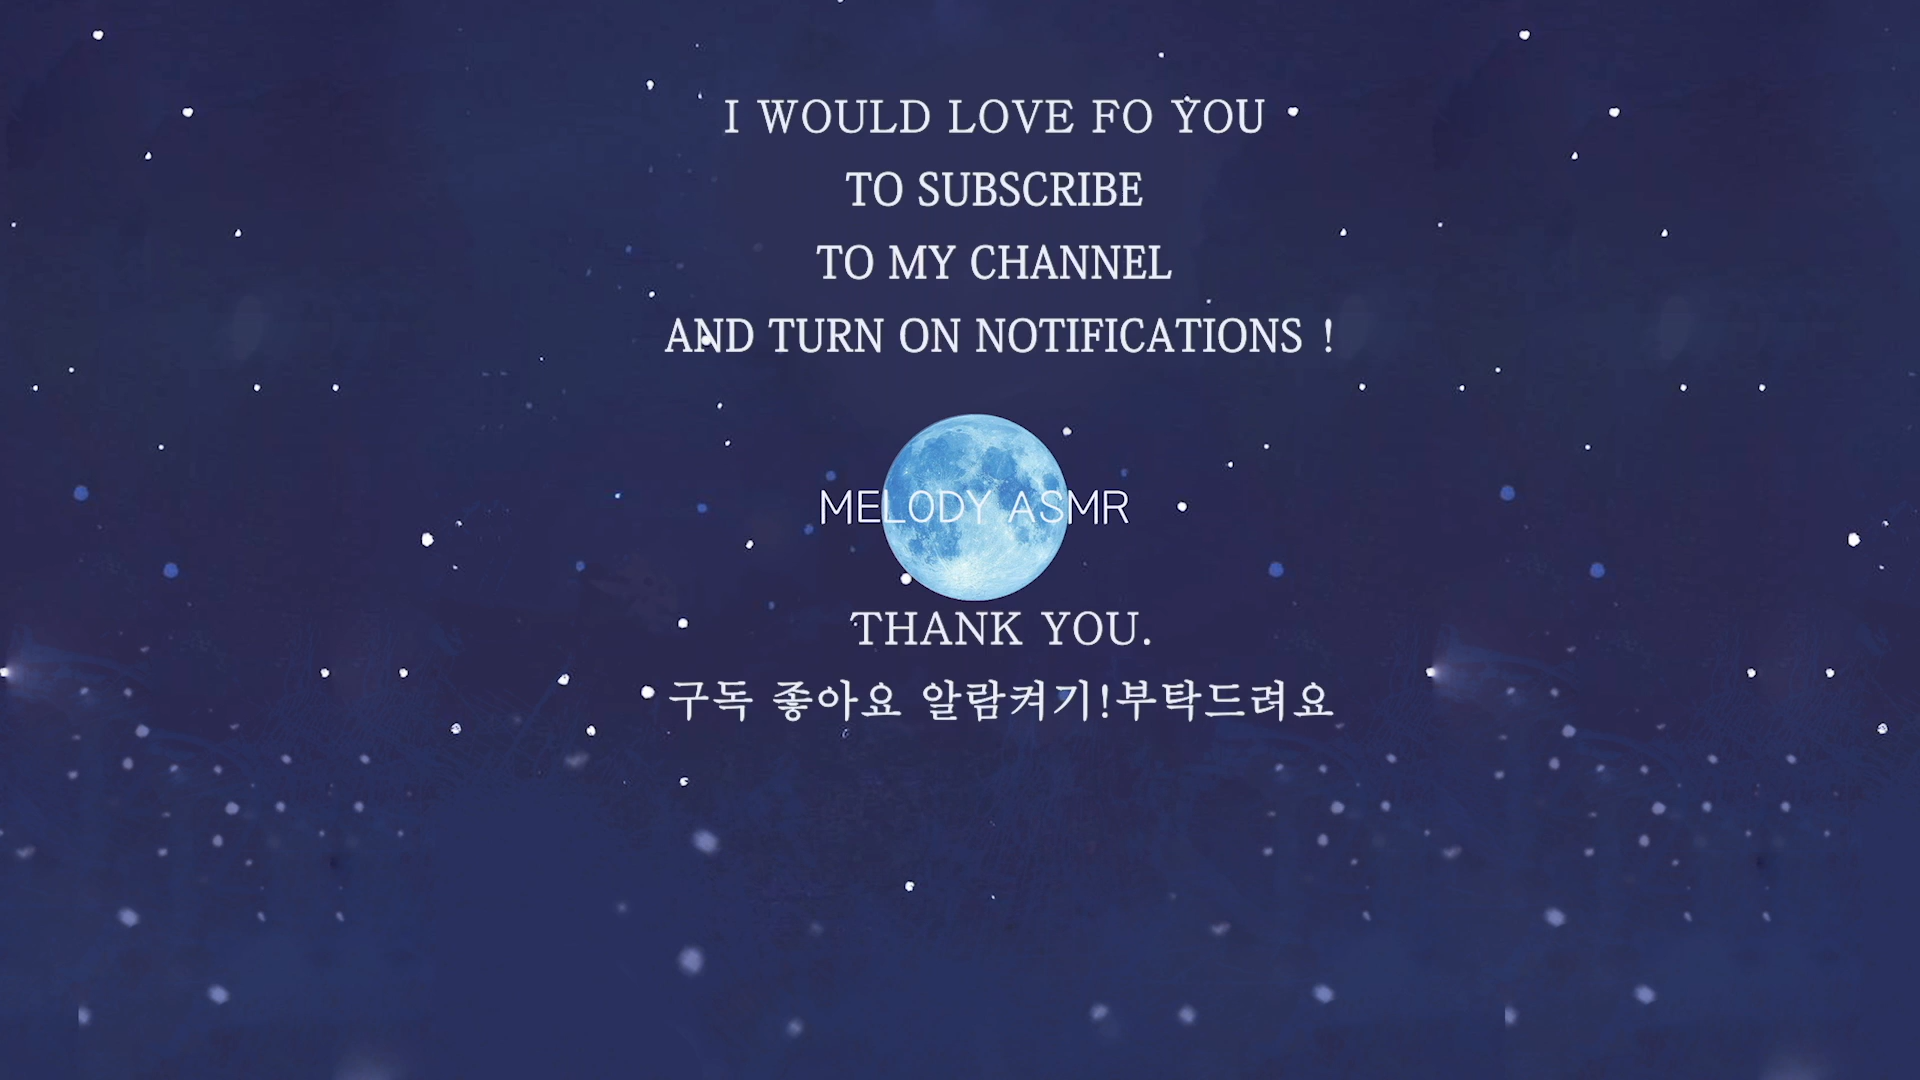 I WOULD LOVE FO YOU
TO SUBSCRIBE
TO MY CHANNEL
AND TURN ON NOTIFICATIONS !
MELODY ASMR
THANK YOU.
구독 좋아요 알람켜기!부탁드려요